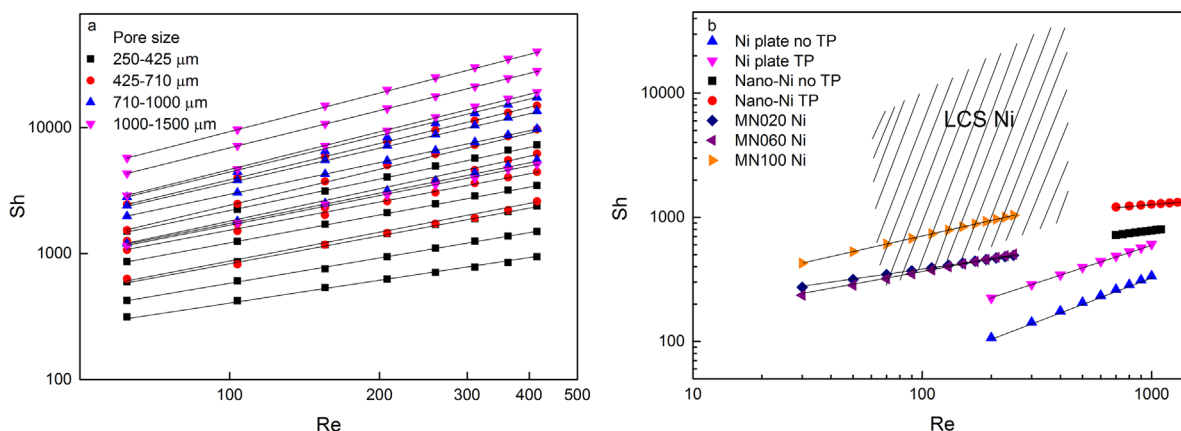 a
Pore size
250-425 μm
425-710 μm
710-1000 μm
1000-1500 μm
10000
1000
100
Sh
100
200
300
400
500
Re
b
Ni plate no TP
Ni plate TP
Nano-Ni no TP
Nano-Ni TP
MN020 Ni
MN060 Ni
MN100 Ni
LCS Ni
10000
1000
100
Sh
10
100
1000
Re